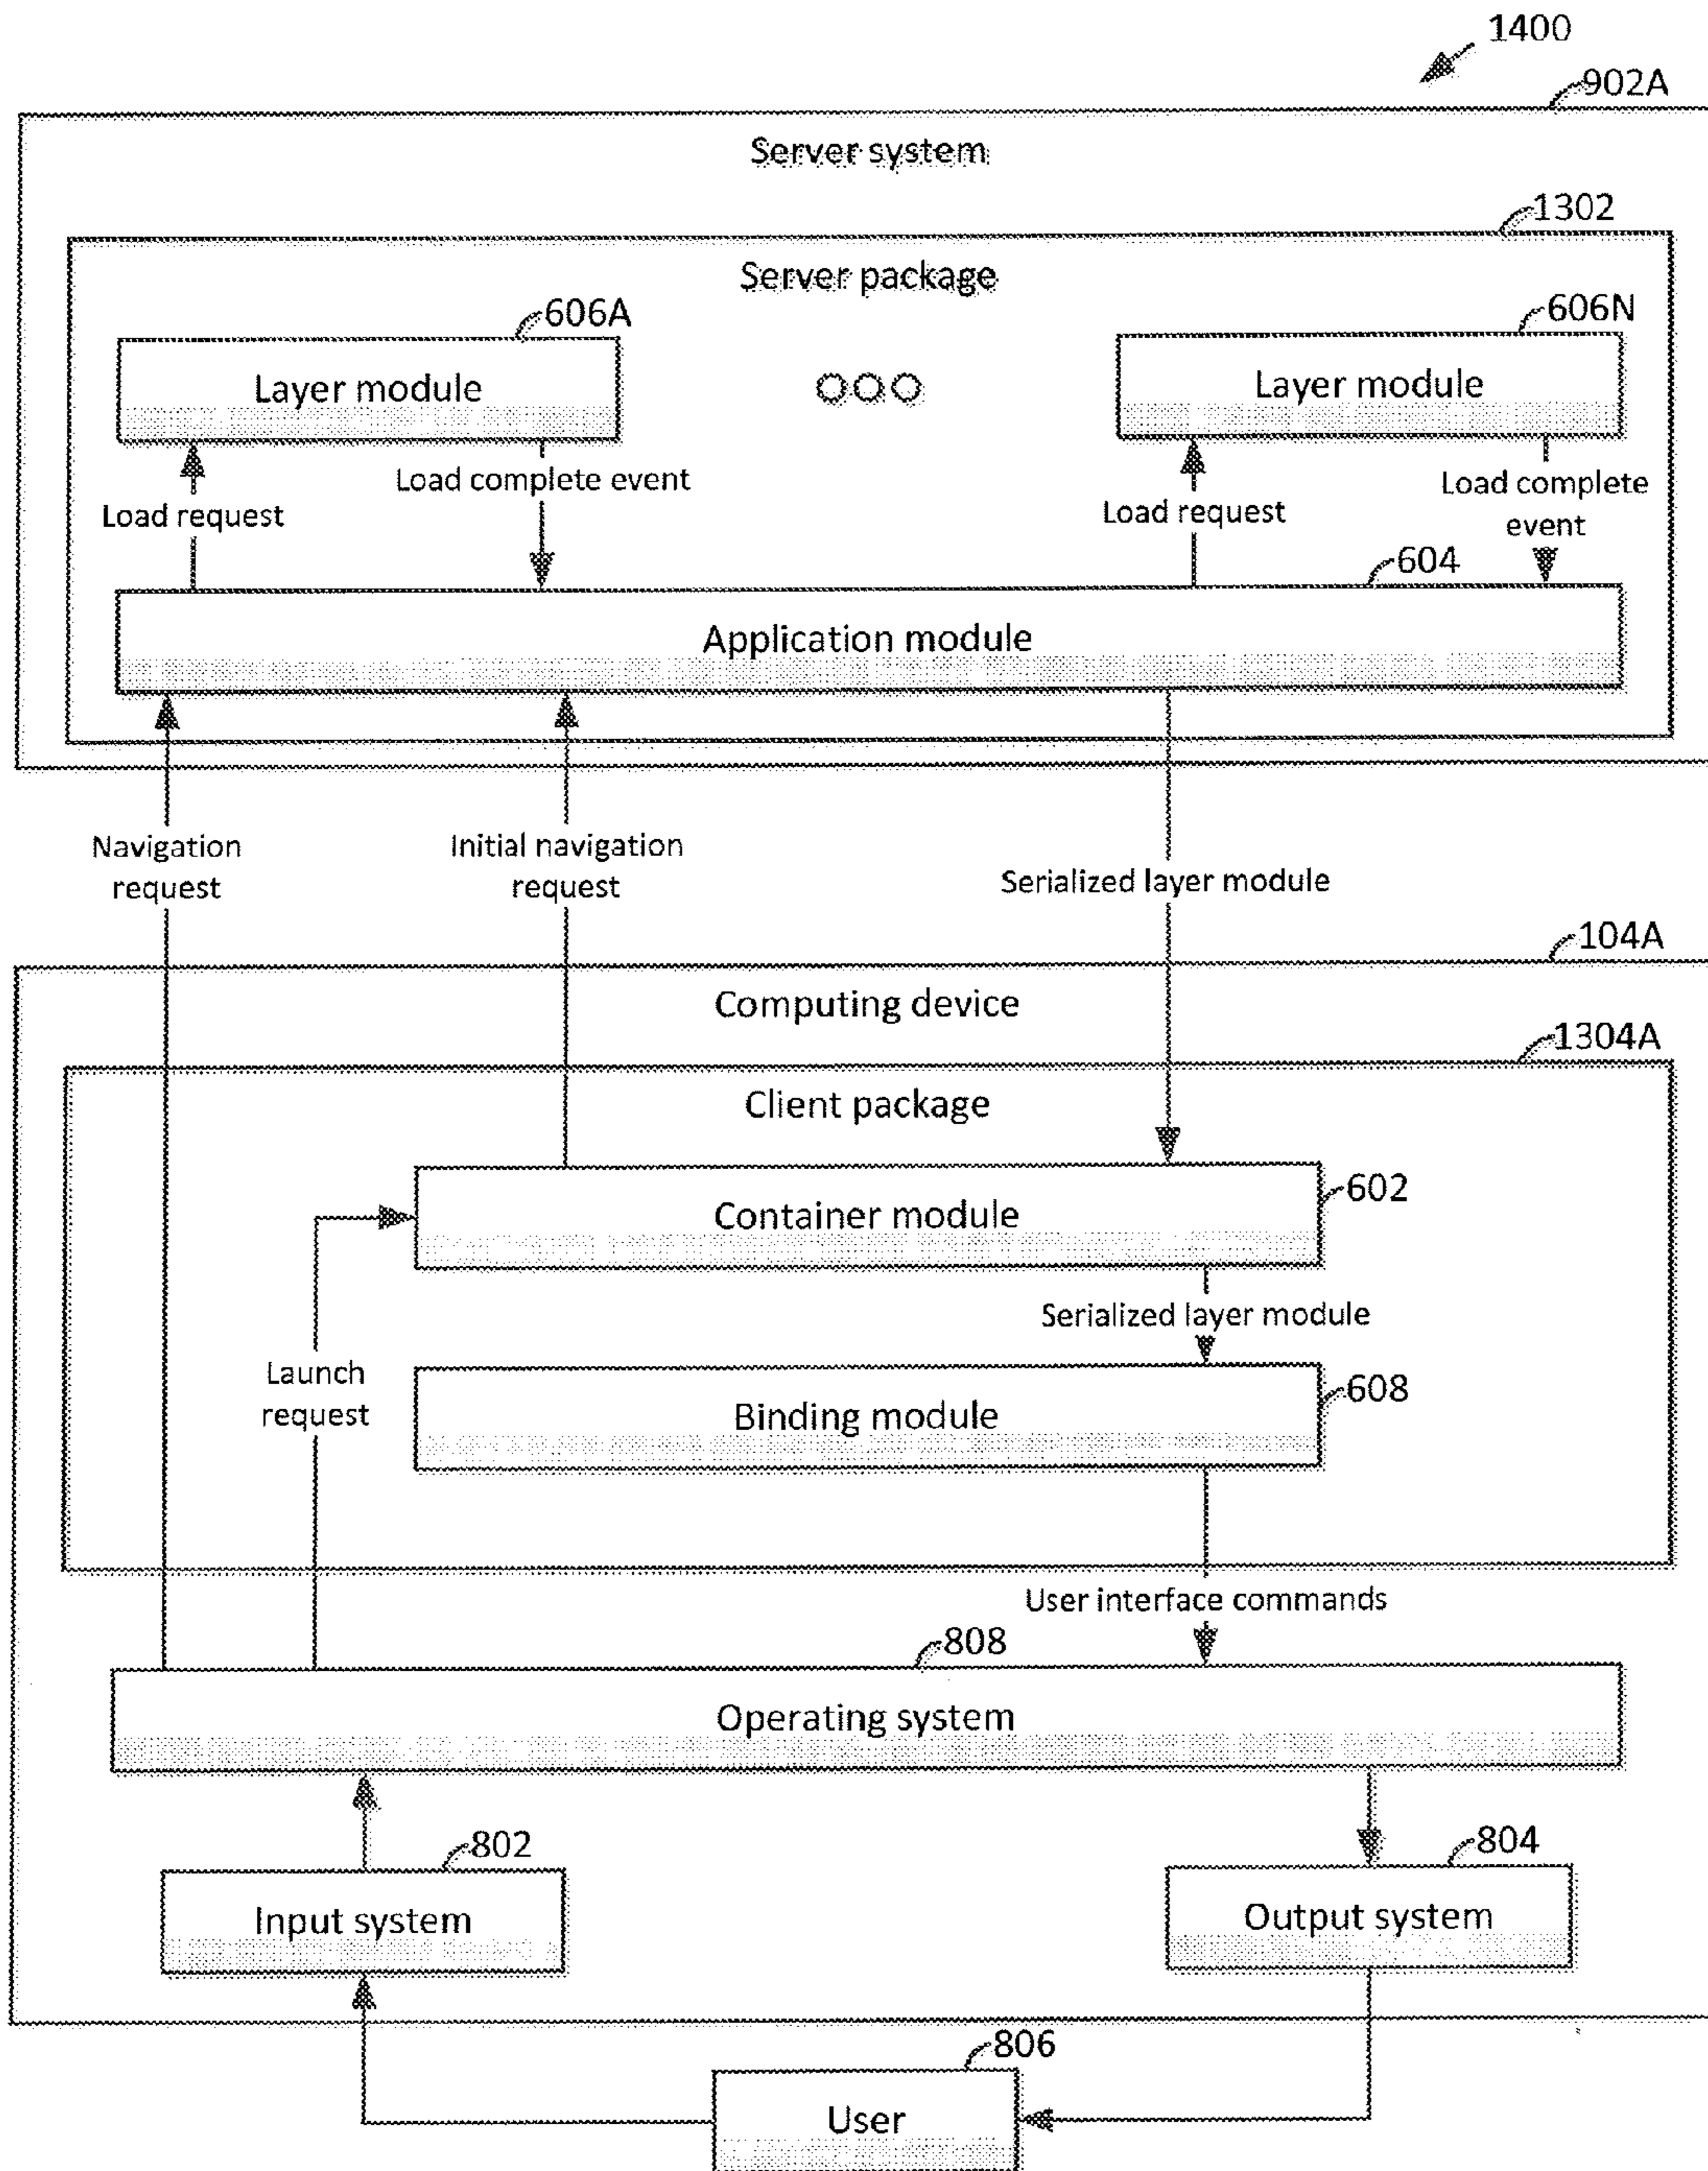 1400
902A
Server system
1302
Server package
606A
606N
Layer module
Layer module
Load complete event
Load request
Load complete
event
Load request
604
Application module
Navigation
request
Initial navigation
request
Serialized layer module
104A
Computing device
1304A
Client package
602
Container module
Serialized layer module
Launch
request
608
Binding module
User interface commands
808
Operating system
802
804
Input system
Output system
806
User